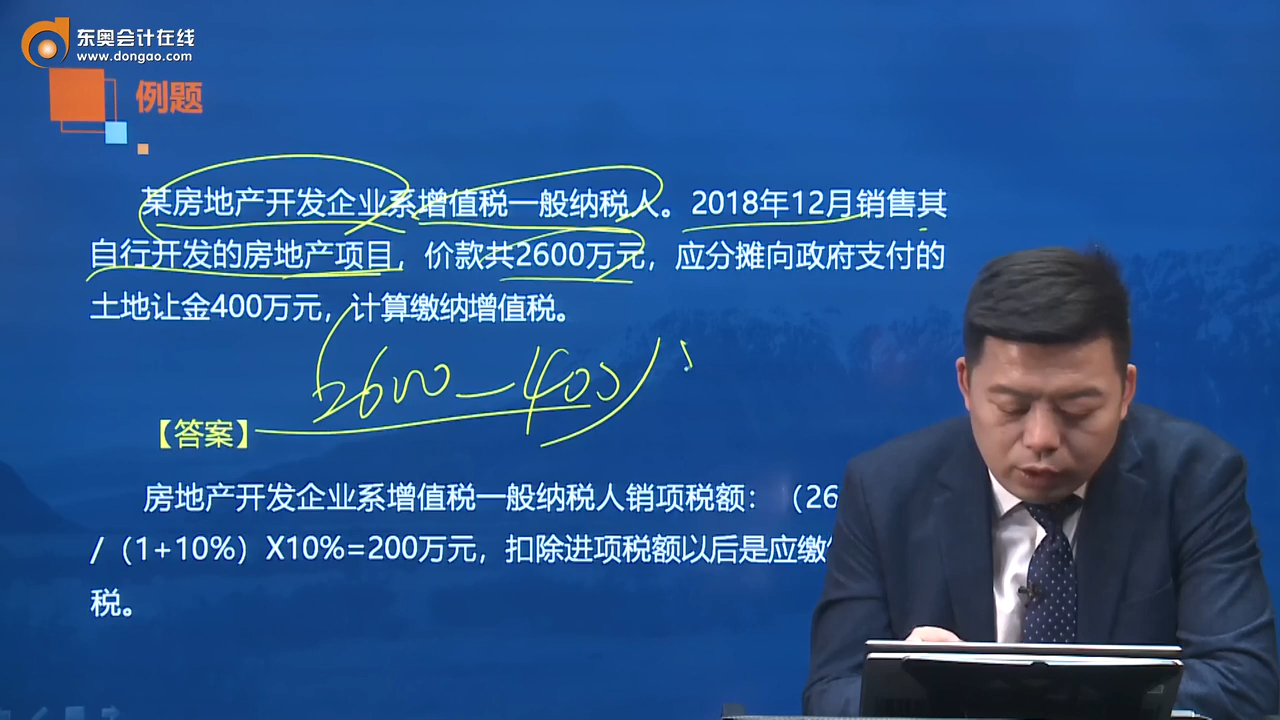 东奥会计在线
www.dongao.com
例题
某房地产开发企业系增值税一般纳税人。2018年12月销售其
自行开发的房地产项目，价款共2600万元，应分摊向政府支付的
土地让金400万元，计算缴纳增值税。
2600-400)
【答案】
房地产开发企业系增值税一般纳税人销项税额：（26
/（1+10%）X10%=200万元，扣除进项税额以后是应缴
税。